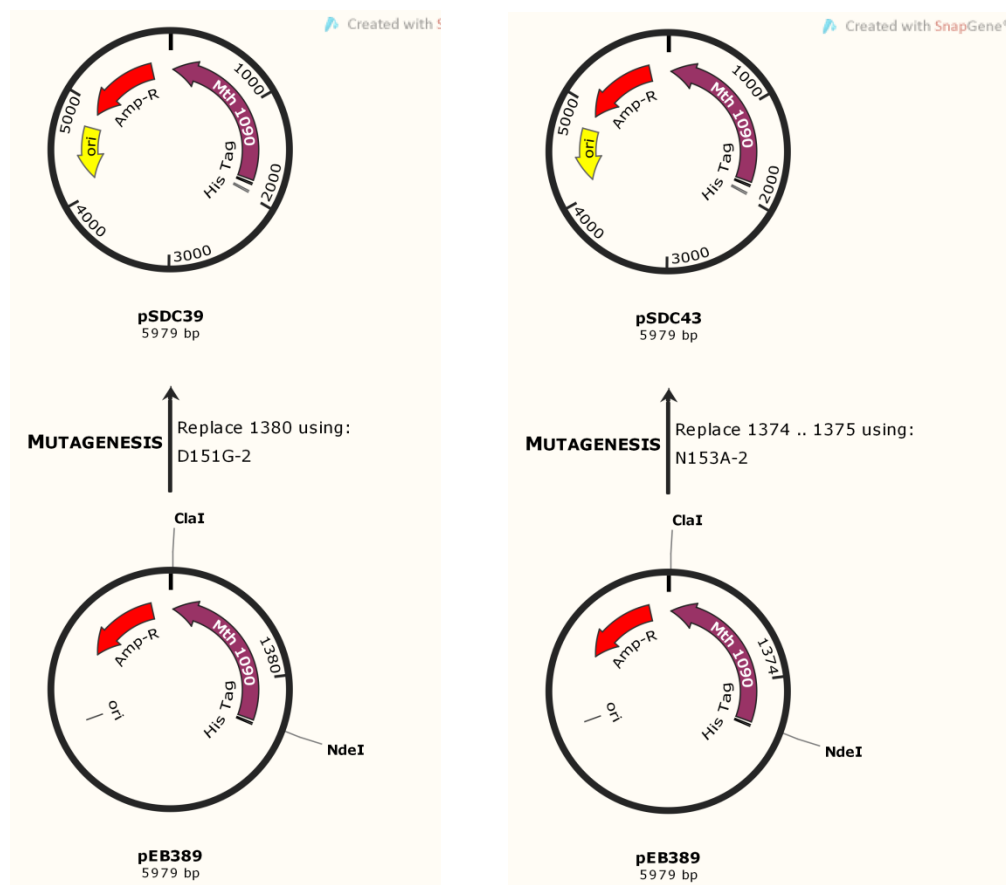 Created with S
1000
2000
3000
4000
5000
Amp-R
ori
Mth 1090
His Tag
pSDC39
5979 bp
MUTAGENESIS
Replace 1380 using:
D151G-2
ClaI
1380
Amp-R
Mth 1090
His Tag
ori
NdeI
pEB389
5979 bp
Created with SnapGene®
1000
2000
3000
4000
5000
Amp-R
ori
Mth 1090
His Tag
pSDC43
5979 bp
MUTAGENESIS
Replace 1374 .. 1375 using:
N153A-2
ClaI
1374
Amp-R
Mth 1090
His Tag
ori
NdeI
pEB389
5979 bp